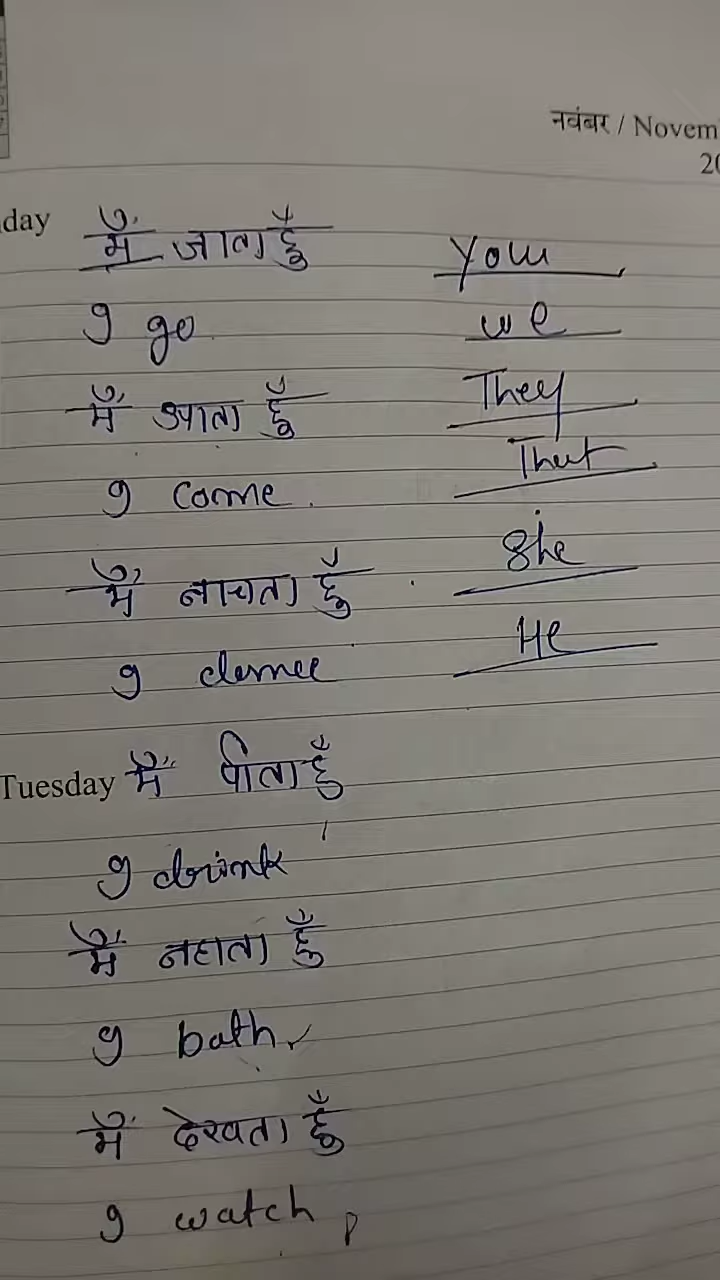 नवंबर / Novem
20
day
मैं जाता हूँ
You
I go.
we
मैं आता हूँ
They
I come.
That
मैं नाचता हूँ
She
I dance
He
Tuesday
मैं पीता हूँ
I drink
मैं नहाता हूँ
I bath
मैं देखता हूँ
I watch